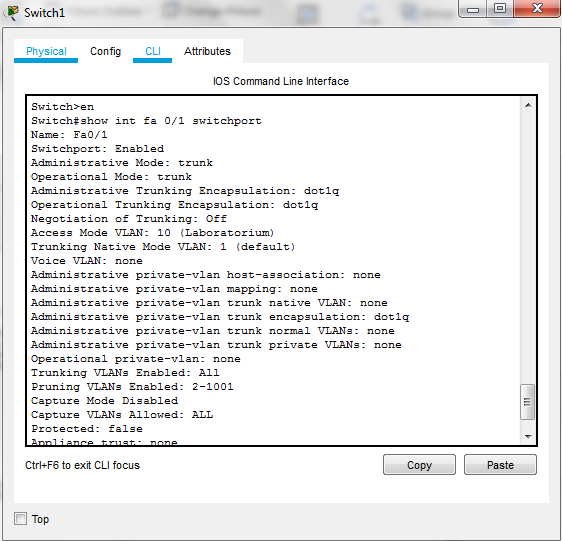 Switch1
Physical Config CLI Attributes
IOS Command Line Interface
Switch>en
Switch#show int fa 0/1 switchport
Name: Fa0/1
Switchport: Enabled
Administrative Mode: trunk
Operational Mode: trunk
Administrative Trunking Encapsulation: dot1q
Operational Trunking Encapsulation: dot1q
Negotiation of Trunking: Off
Access Mode VLAN: 10 (Laboratorium)
Trunking Native Mode VLAN: 1 (default)
Voice VLAN: none
Administrative private-vlan host-association: none
Administrative private-vlan mapping: none
Administrative private-vlan trunk native VLAN: none
Administrative private-vlan trunk encapsulation: dot1q
Administrative private-vlan trunk normal VLANs: none
Administrative private-vlan trunk private VLANs: none
Operational private-vlan: none
Trunking VLANs Enabled: All
Pruning VLANs Enabled: 2-1001
Capture Mode Disabled
Capture VLANs Allowed: ALL
Protected: false
Appliance trust: none
Ctrl+F6 to exit CLI focus
Copy Paste
Top